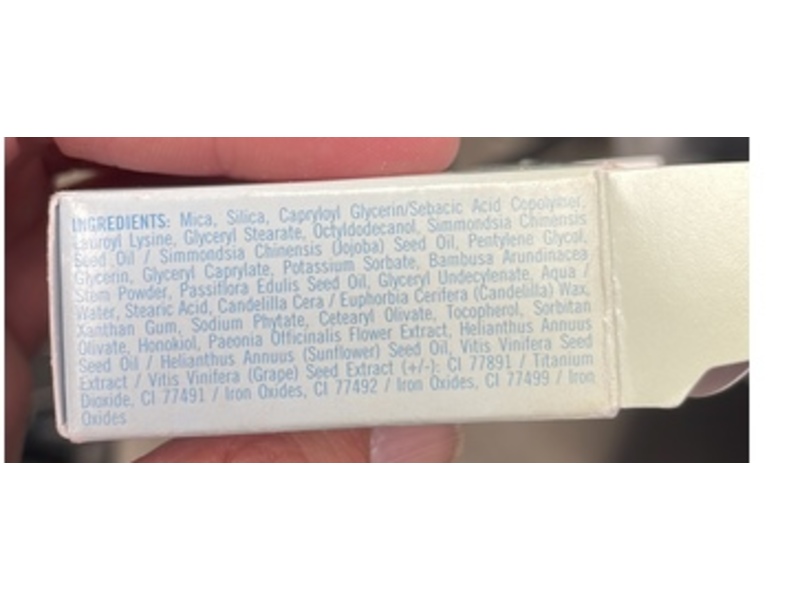 INGREDIENTS: Mica, Silica, Capryloyl Glycerin/Sebacic Acid Copolymer,
Lauroyl Lysine, Glyceryl Stearate, Octyldodecanol, Simmondsia Chinensis
Seed Oil / Simmondsia Chinensis (Jojoba) Seed Oil, Pentylene Glycol,
Glycerin, Glyceryl Caprylate, Potassium Sorbate, Bambusa Arundinacea
Stem Powder, Passiflora Edulis Seed Oil, Glyceryl Undecylenate, Aqua /
Water, Stearic Acid, Candelilla Cera / Euphorbia Cerifera (Candelilla) Wax,
Xanthan Gum, Sodium Phytate, Cetearyl Olivate, Tocopherol, Sorbitan
Olivate, Honokiol, Paeonia Officinalis Flower Extract, Helianthus Annuus
Seed Oil / Helianthus Annuus (Sunflower) Seed Oil, Vitis Vinifera Seed
Extract / Vitis Vinifera (Grape) Seed Extract (+/-): CI 77891 / Titanium
Dioxide, CI 77491 / Iron Oxides, CI 77492 / Iron Oxides, CI 77499 / Iron
Oxides